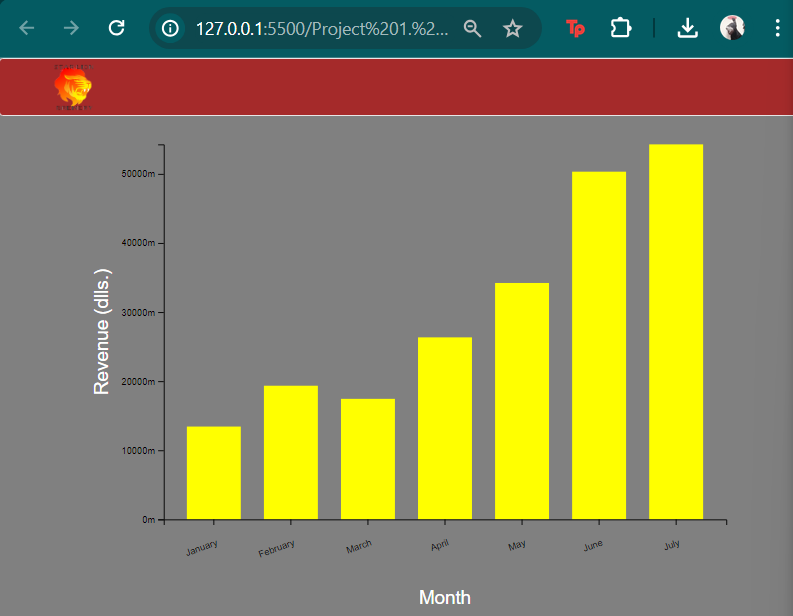 127.0.0.1:5500/Project%201.%2...
Tp
50000m
40000m
30000m
20000m
10000m
0m
Revenue (dlls.)
January February March April May June July
Month